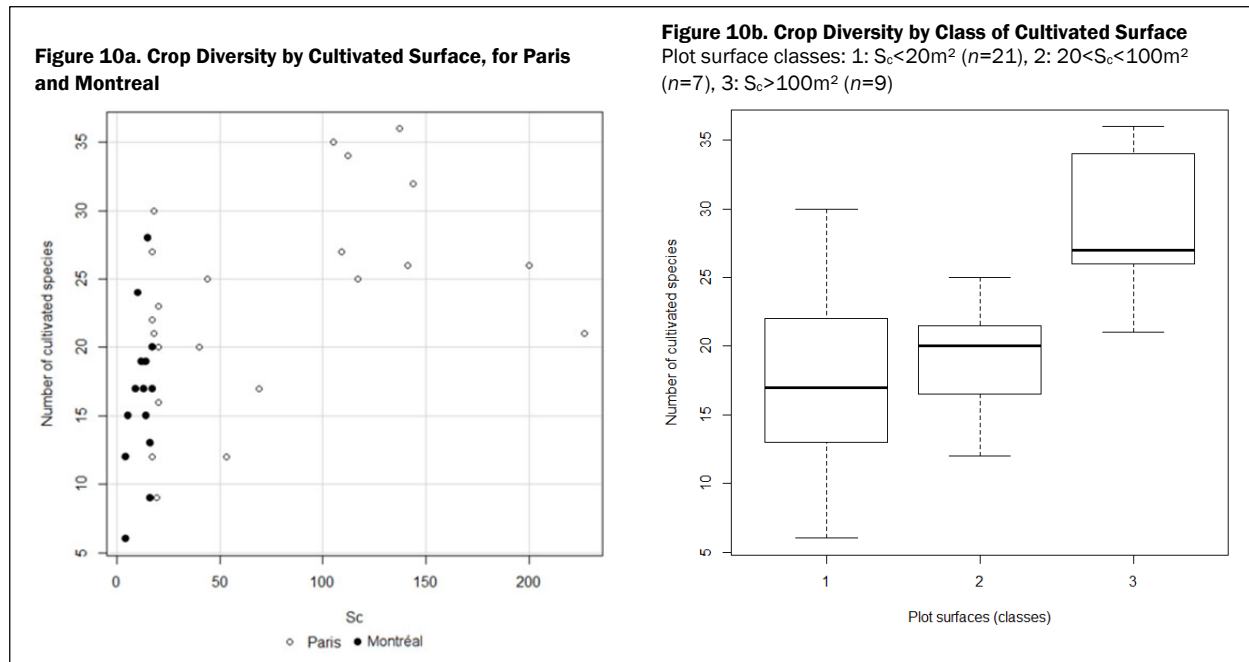 Figure 10a. Crop Diversity by Cultivated Surface, for Paris
and Montreal
35
30
25
20
15
10
5
Number of cultivated species
0
50
100
150
200
Sc
Paris
Montréal
Figure 10b. Crop Diversity by Class of Cultivated Surface
Plot surface classes: 1: Sc<20m² (n=21), 2: 20<Sc<100m²
(n=7), 3: Sc>100m² (n=9)
35
30
25
20
15
10
5
Number of cultivated species
1
2
3
Plot surfaces (classes)